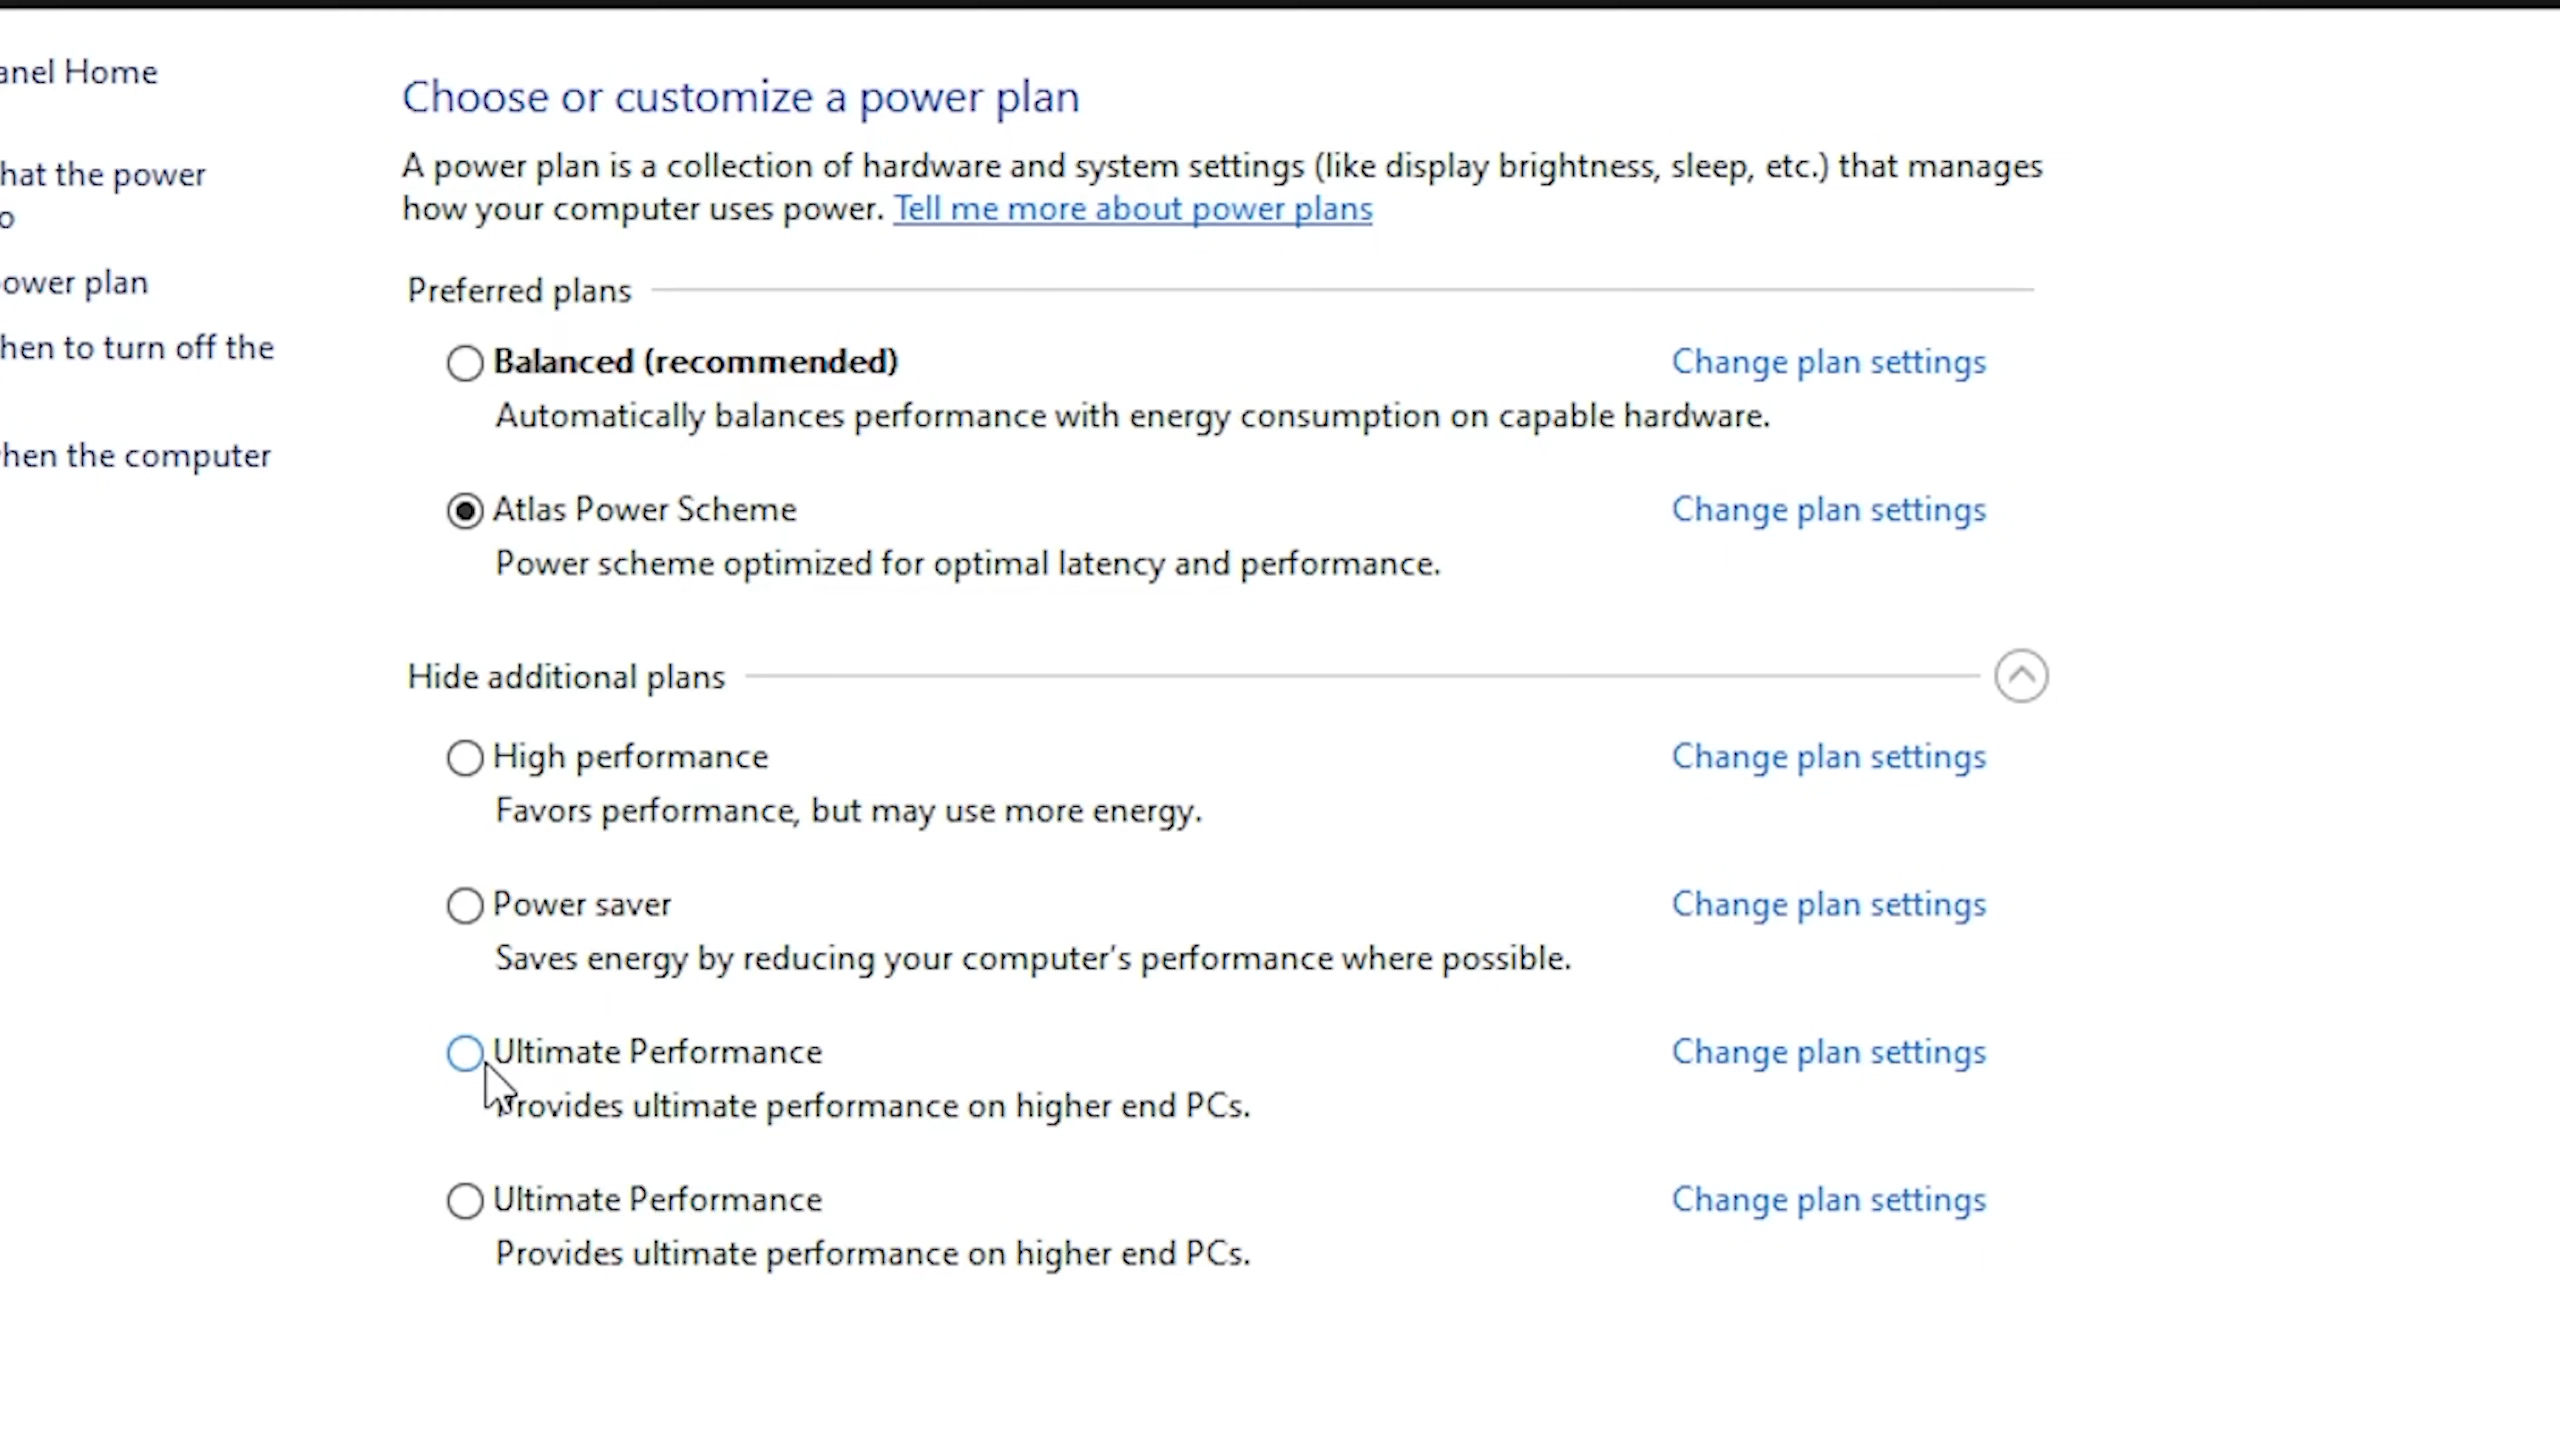 anel Home
hat the power
o
ower plan
hen to turn off the
hen the computer
Choose or customize a power plan
A power plan is a collection of hardware and system settings (like display brightness, sleep, etc.) that manages
how your computer uses power. Tell me more about power plans
Preferred plans
Balanced (recommended) Change plan settings
Automatically balances performance with energy consumption on capable hardware.
Atlas Power Scheme Change plan settings
Power scheme optimized for optimal latency and performance.
Hide additional plans
High performance Change plan settings
Favors performance, but may use more energy.
Power saver Change plan settings
Saves energy by reducing your computer's performance where possible.
Ultimate Performance Change plan settings
Provides ultimate performance on higher end PCs.
Ultimate Performance Change plan settings
Provides ultimate performance on higher end PCs.